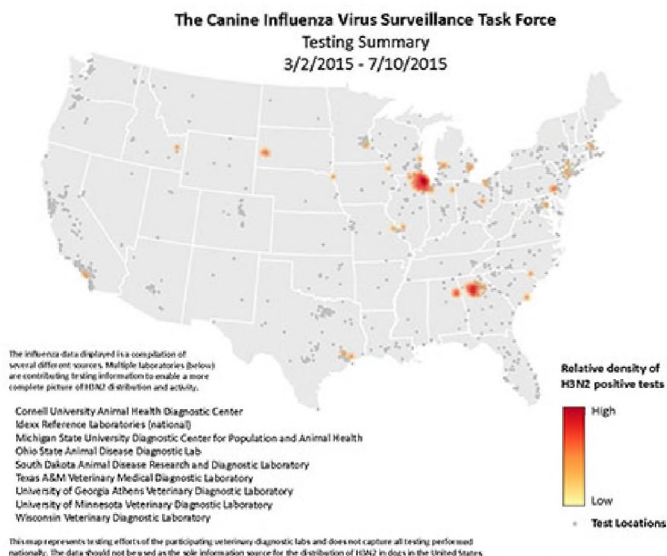 The Canine Influenza Virus Surveillance Task Force
Testing Summary
3/2/2015 - 7/10/2015
The influenza data displayed is a compilation of
several different sources. Multiple laboratories (below)
are contributing testing information to enable a more
complete picture of H3N2 distribution and activity.
Cornell University Animal Health Diagnostic Center
Idexx Reference Laboratories (national)
Michigan State University Diagnostic Center for Population and Animal Health
Ohio State Animal Disease Diagnostic Lab
South Dakota Animal Disease Research and Diagnostic Laboratory
Texas A&M Veterinary Medical Diagnostic Laboratory
University of Georgia Athens Veterinary Diagnostic Laboratory
University of Minnesota Veterinary Diagnostic Laboratory
Wisconsin Veterinary Diagnostic Laboratory
Relative density of
H3N2 positive tests
High
Low
Test Locations
This map represents testing efforts of the participating veterinary diagnostic labs and does not capture all testing performed
nationally. The data should not be used as the sole information source for the distribution of H3N2 in dogs in the United States.